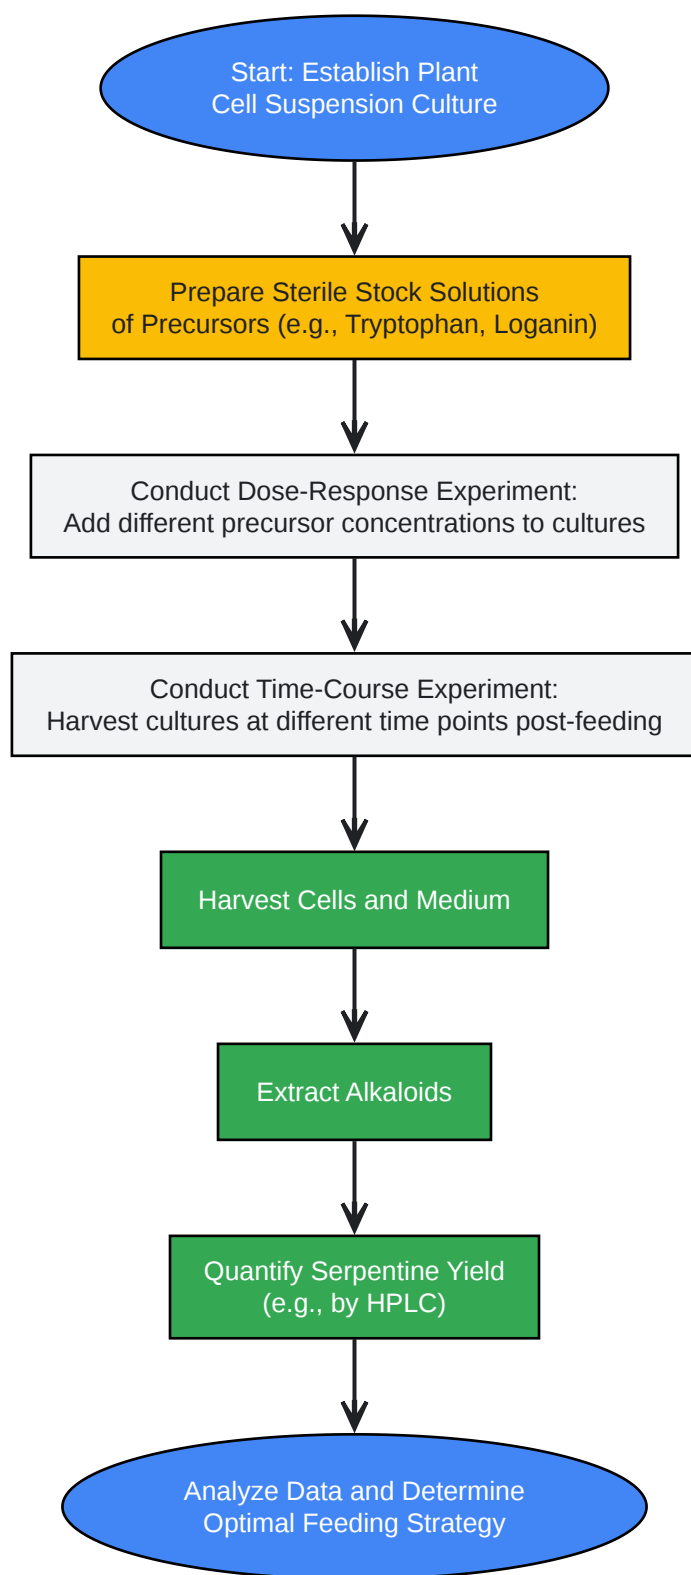 Start: Establish Plant
Cell Suspension Culture
Prepare Sterile Stock Solutions
of Precursors (e.g., Tryptophan, Loganin)
Conduct Dose-Response Experiment:
Add different precursor concentrations to cultures
Conduct Time-Course Experiment:
Harvest cultures at different time points post-feeding
Harvest Cells and Medium
Extract Alkaloids
Quantify Serpentine Yield
(e.g., by HPLC)
Analyze Data and Determine
Optimal Feeding Strategy